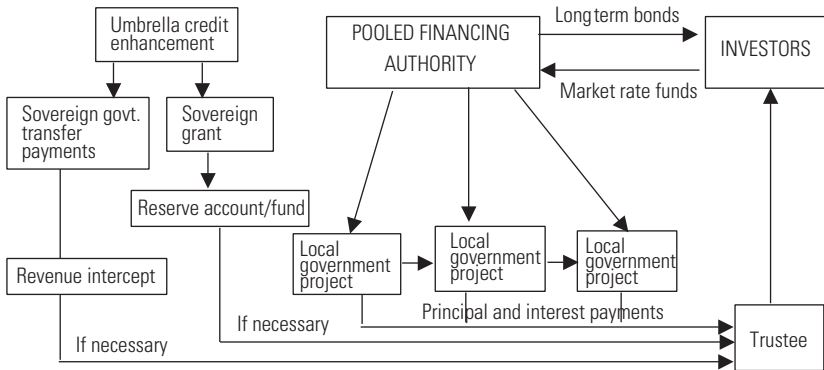 Umbrella credit
enhancement
POOLED FINANCING
AUTHORITY
Long term bonds
INVESTORS
Market rate funds
Sovereign govt.
transfer
payments
Sovereign
grant
Reserve account/fund
Local
government
project
Local
government
project
Local
government
project
Revenue intercept
Principal and interest payments
If necessary
If necessary
Trustee